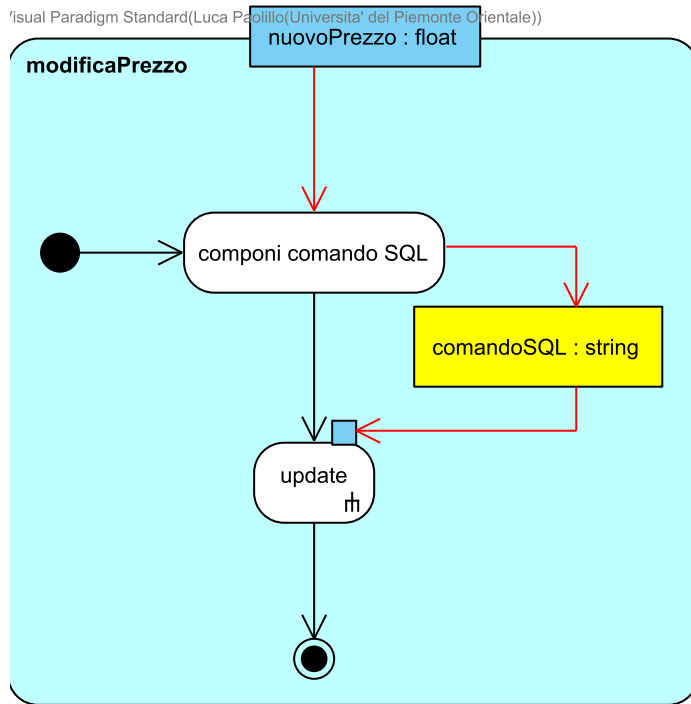 Visual Paradigm Standard(Luca Paolillo(Universita' del Piemonte Orientale))
nuovoPrezzo : float
modificaPrezzo
componi comando SQL
comandoSQL : string
update